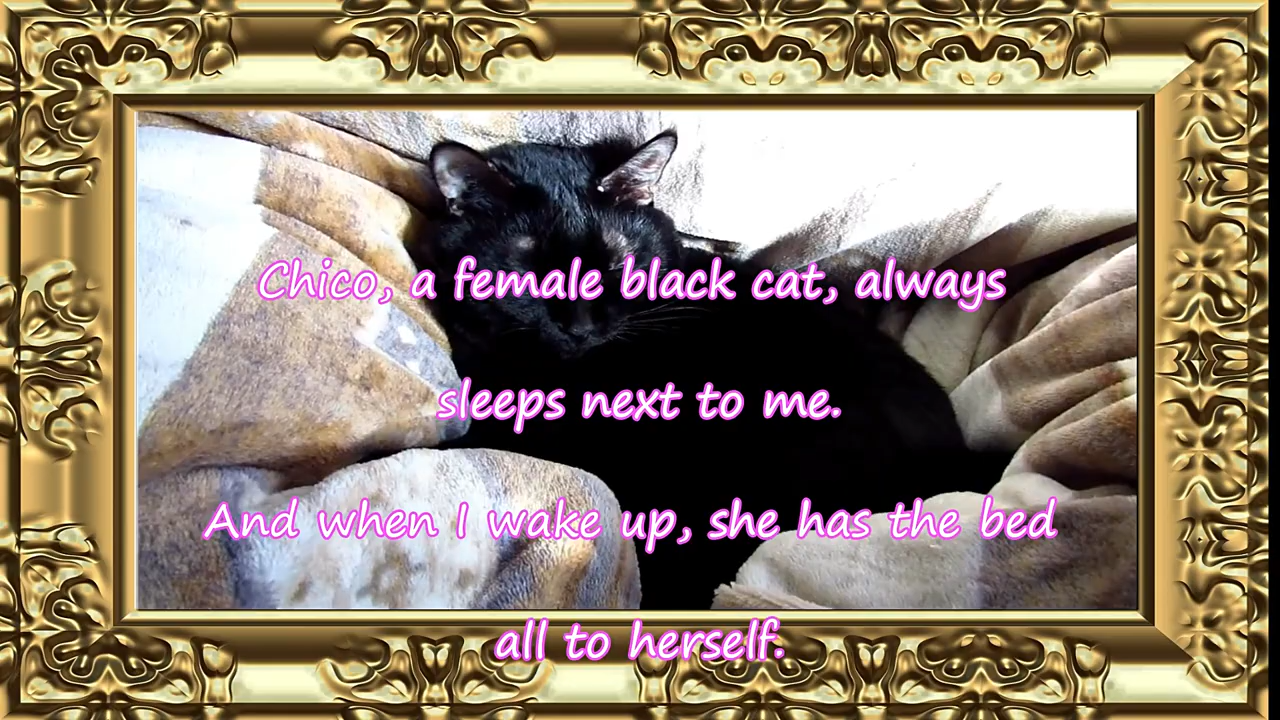 Chico, a female black cat, always
sleeps next to me.
And when I wake up, she has the bed
all to herself.